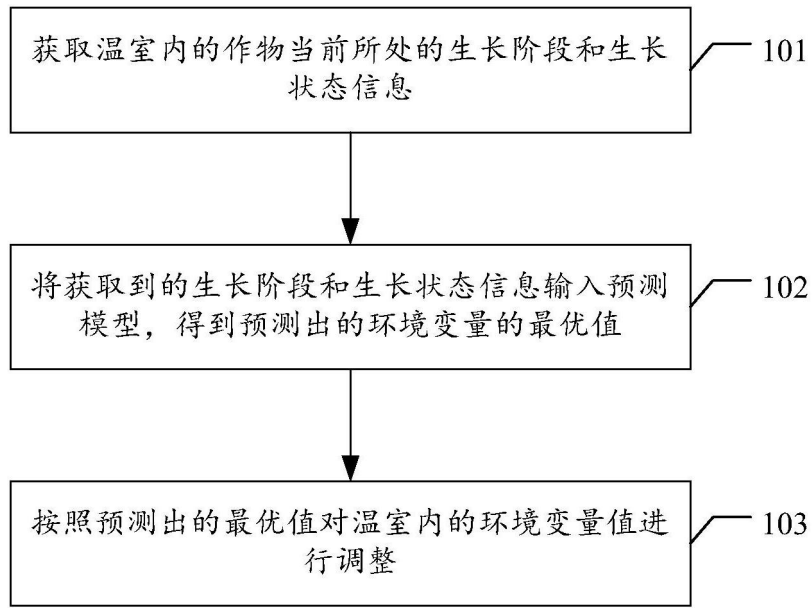 获取温室内的作物当前所处的生长阶段和生长
状态信息
101
将获取到的生长阶段和生长状态信息输入预测
模型，得到预测出的环境变量的最优值
102
按照预测出的最优值对温室内的环境变量值进
行调整
103